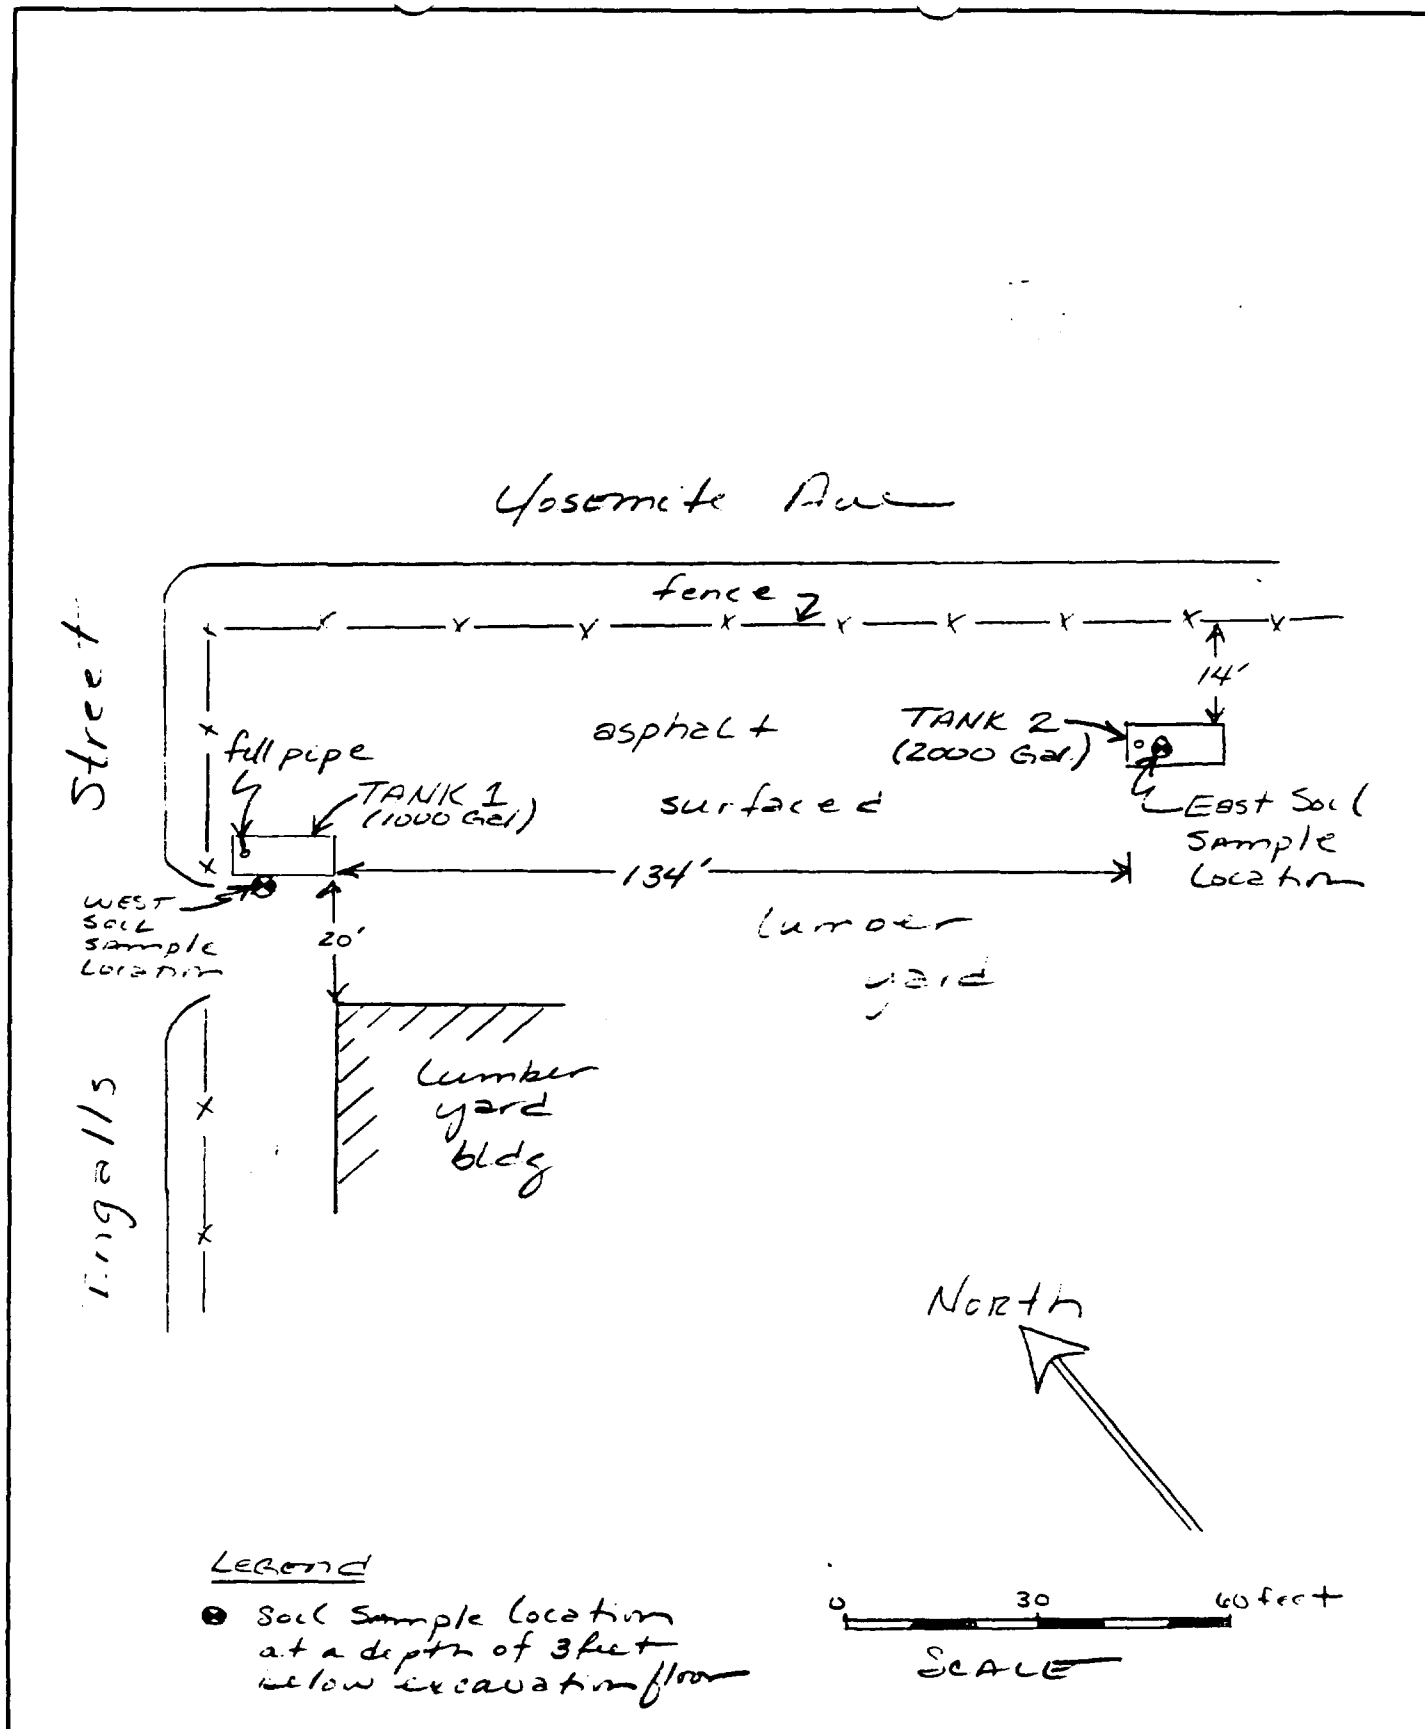 Yosemite Ave
fence
Street
14'
asphalt
TANK 2
(2000 Gal.)
fill pipe
TANK 1
(1000 Gal)
surfaced
East Soil
Sample
Location
134'
WEST
Soil
Sample
Location
20'
lumber
yard
Lumber
yard
bldg
Ingalls
North
LEGEND
Soil Sample Location
at a depth of 3 feet
below excavation floor
0 30 60 feet
SCALE